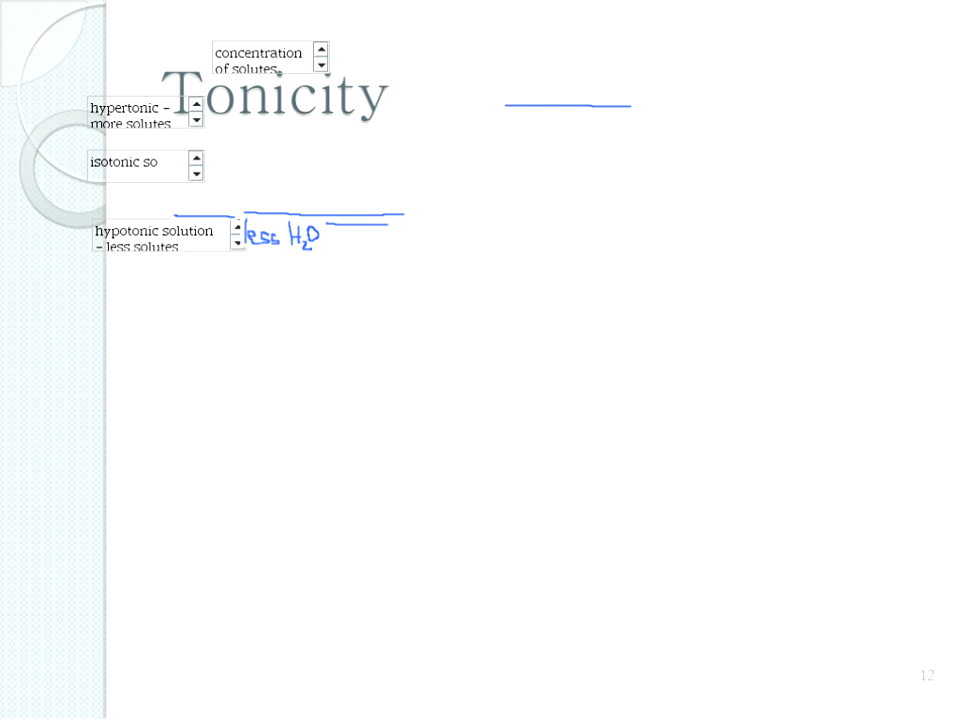 concentration
of solutes
Tonicity
hypertonic –
more solutes
isotonic so
hypotonic solution
– less solutes
less H₂O
12